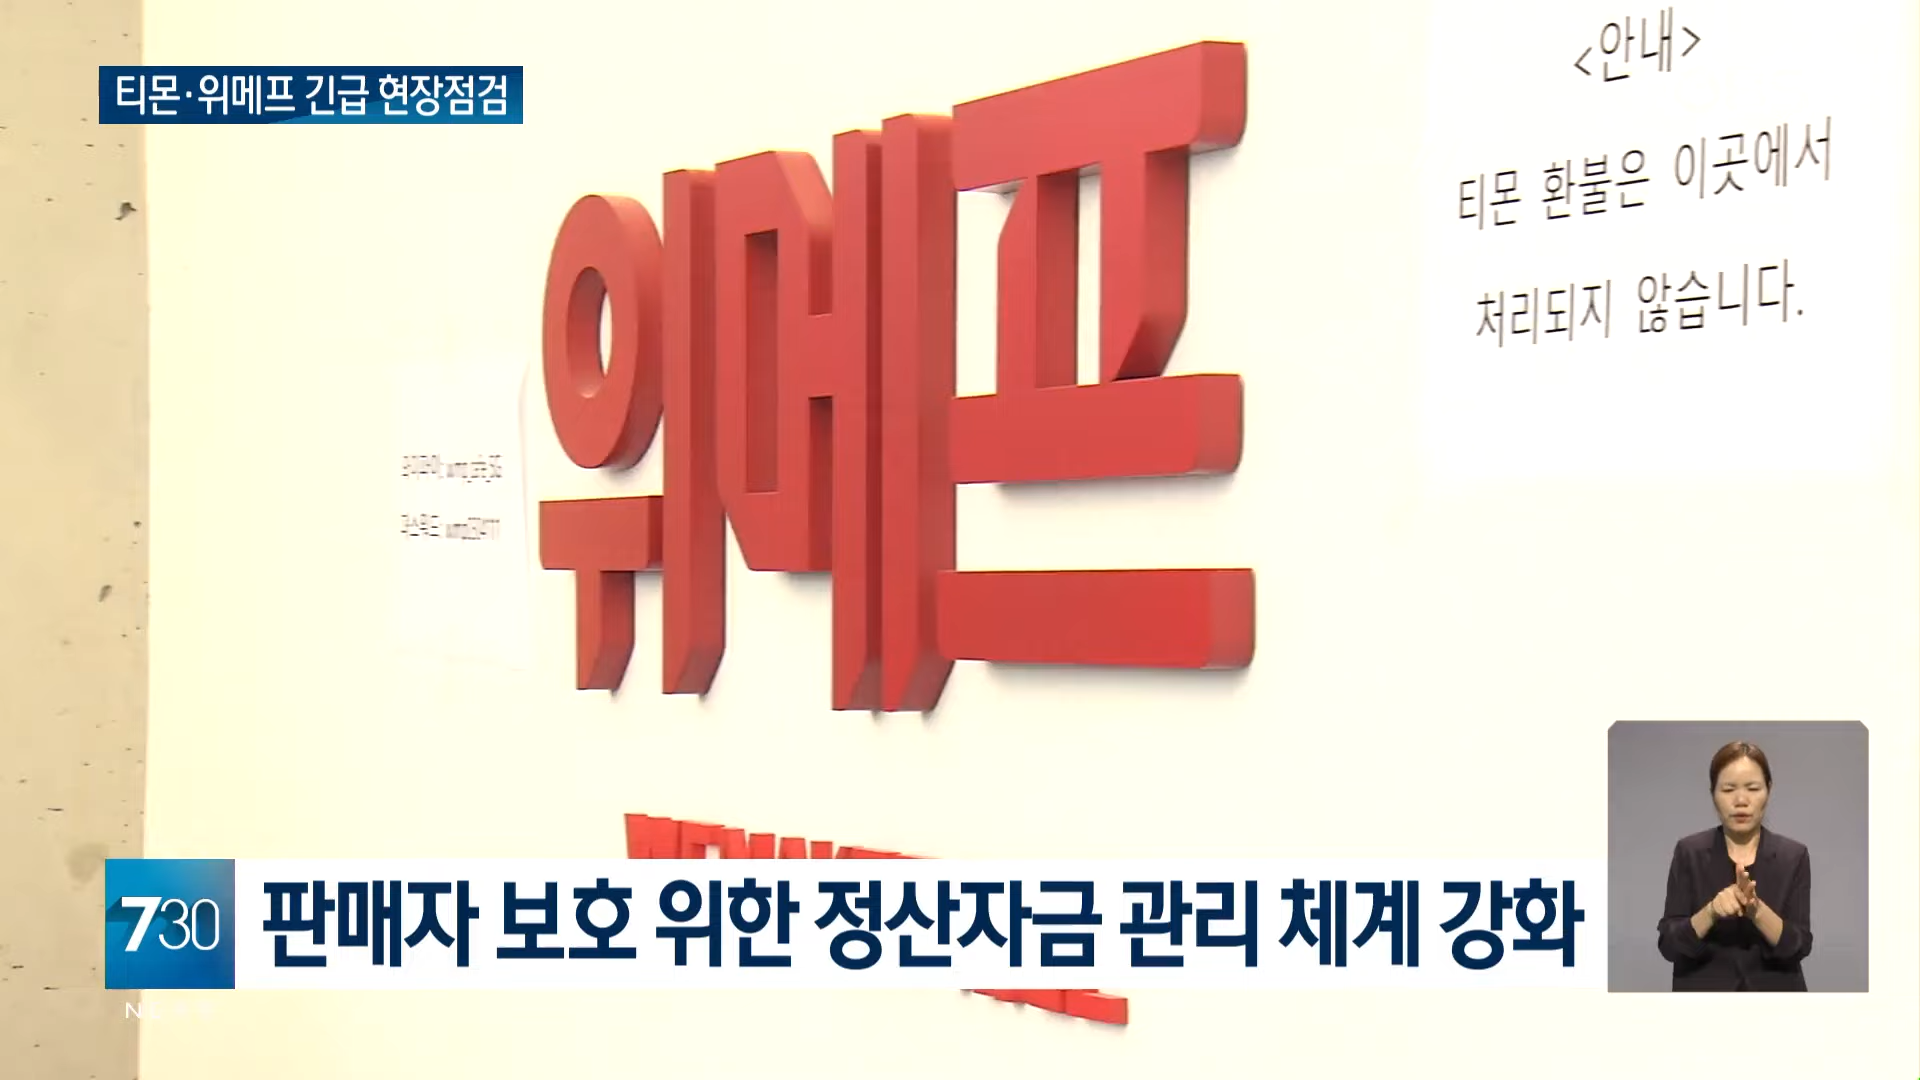 티몬·위메프 긴급 현장점검
<안내>
티몬 환불은 이곳에서
처리되지 않습니다.
위메프
730
판매자 보호 위한 정산자금 관리 체계 강화